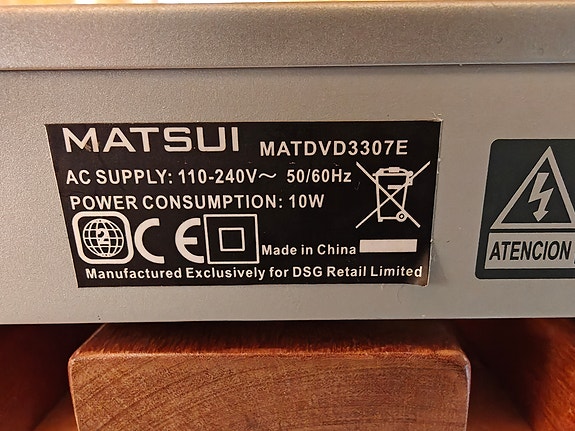 MATSUI MATDVD3307E
AC SUPPLY: 110-240V~ 50/60Hz
POWER CONSUMPTION: 10W
2 CE Made in China
Manufactured Exclusively for DSG Retail Limited
ATENCION